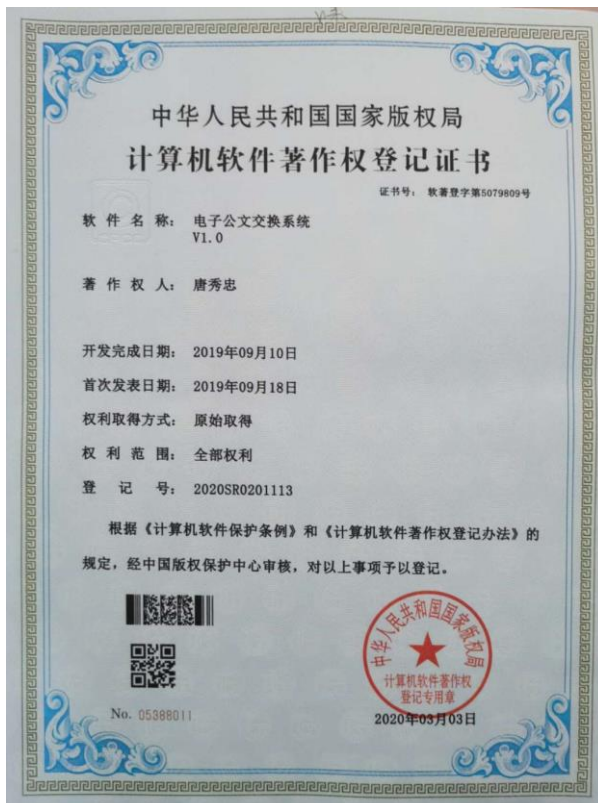 中华人民共和国国家版权局
计算机软件著作权登记证书
证书号： 软著登字第5079809号
软件名称： 电子公文交换系统
V1.0
著作权人： 唐秀忠
开发完成日期： 2019年09月10日
首次发表日期： 2019年09月18日
权利取得方式： 原始取得
权利范围： 全部权利
登记号： 2020SR0201113
根据《计算机软件保护条例》和《计算机软件著作权登记办法》的
规定，经中国版权保护中心审核，对以上事项予以登记。
中华人民共和国国家版权局
计算机软件著作权
登记专用章
No. 05388011
2020年03月03日